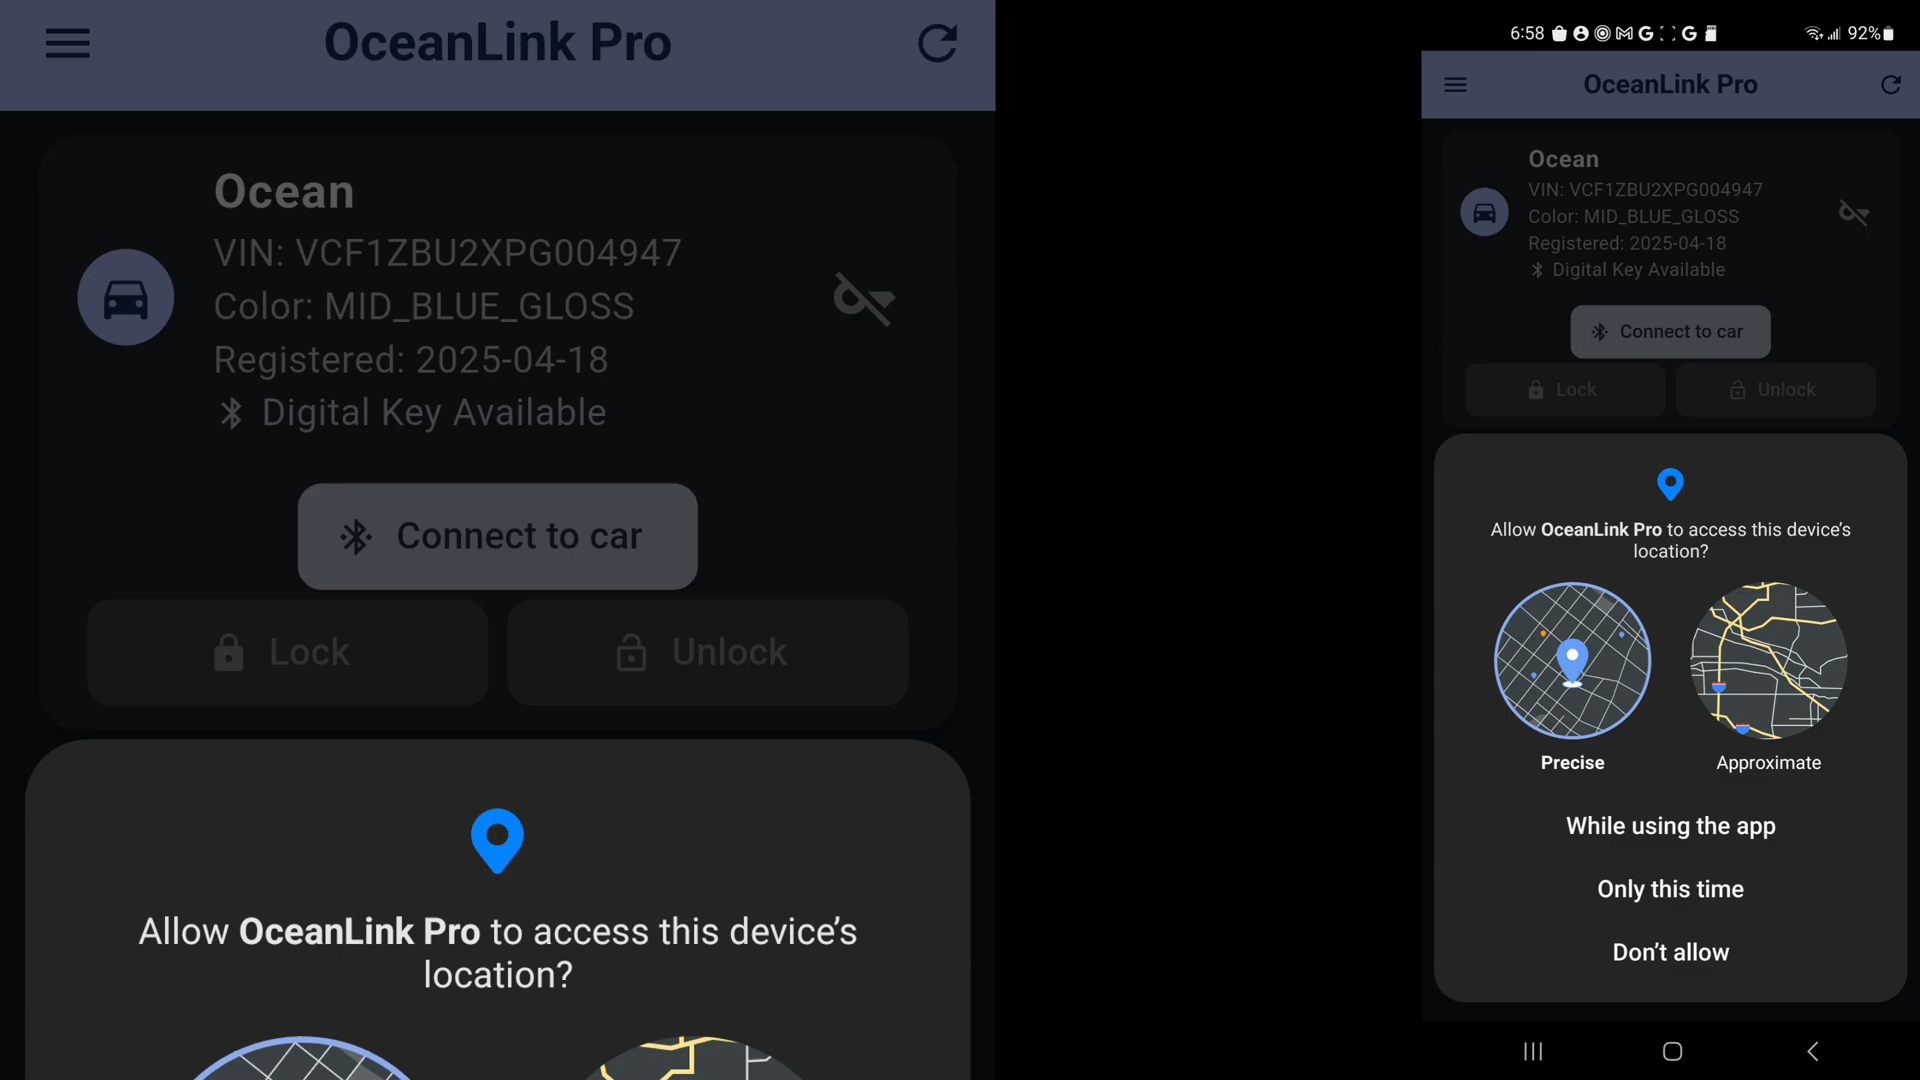 OceanLink Pro
Ocean
VIN: VCF1ZBU2XPG004947
Color: MID_BLUE_GLOSS
Registered: 2025-04-18
Digital Key Available
Connect to car
Lock
Unlock
Allow OceanLink Pro to access this device’s
location?
6:58
92%
OceanLink Pro
Ocean
VIN: VCF1ZBU2XPG004947
Color: MID_BLUE_GLOSS
Registered: 2025-04-18
Digital Key Available
Connect to car
Lock
Unlock
Allow OceanLink Pro to access this device’s
location?
Precise
Approximate
While using the app
Only this time
Don’t allow